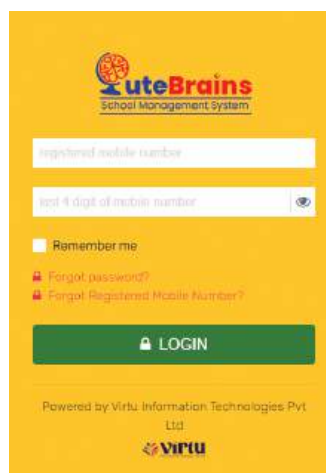 CuteBrains
School Management System
registered mobile number
last 4 digit of mobile number
Remember me
Forgot password?
Forgot Registered Mobile Number?
LOGIN
Powered by Virtu Information Technologies Pvt
Ltd
virtu